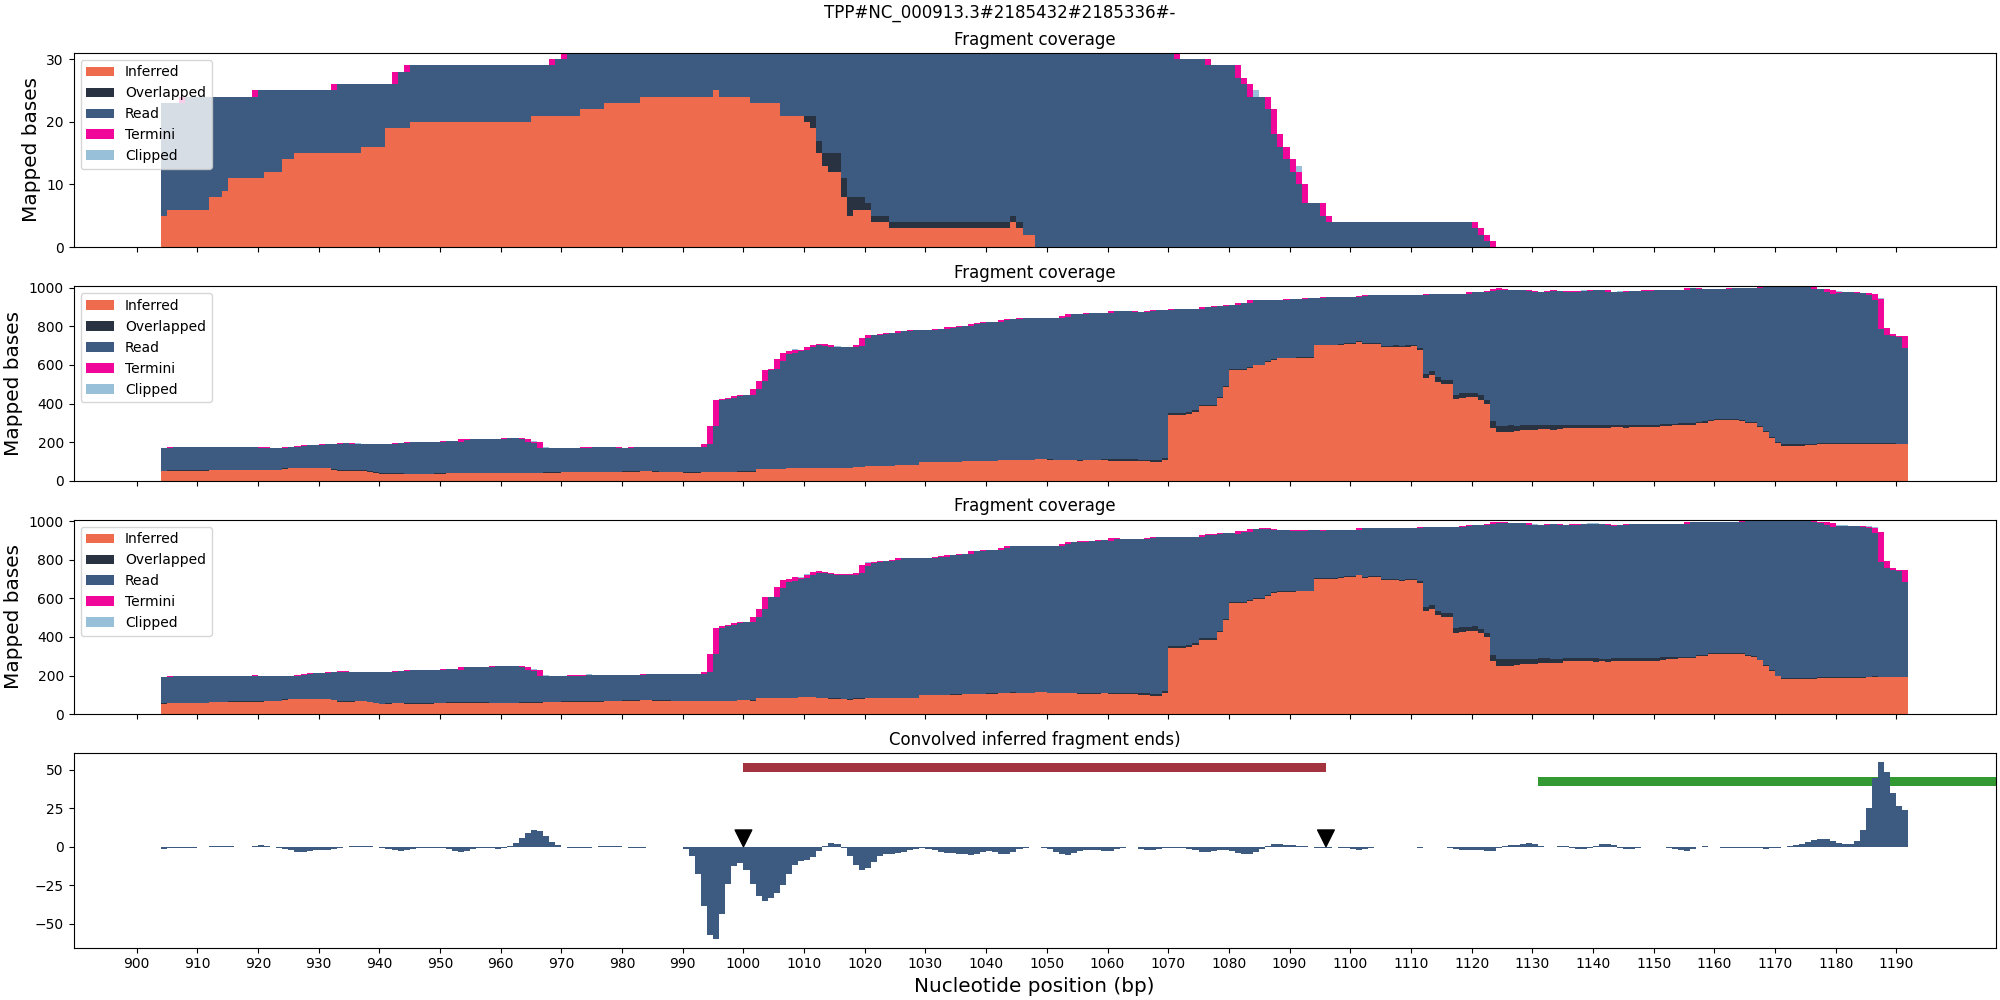 TPP#NC_000913.3#2185432#2185336#-
Fragment coverage
Mapped bases
30
20
10
0
Inferred
Overlapped
Read
Termini
Clipped
Fragment coverage
Mapped bases
1000
800
600
400
200
0
Inferred
Overlapped
Read
Termini
Clipped
Fragment coverage
Mapped bases
1000
800
600
400
200
0
Inferred
Overlapped
Read
Termini
Clipped
Convolved inferred fragment ends)
50
25
0
−25
−50
900 910 920 930 940 950 960 970 980 990 1000 1010 1020 1030 1040 1050 1060 1070 1080 1090 1100 1110 1120 1130 1140 1150 1160 1170 1180 1190
Nucleotide position (bp)